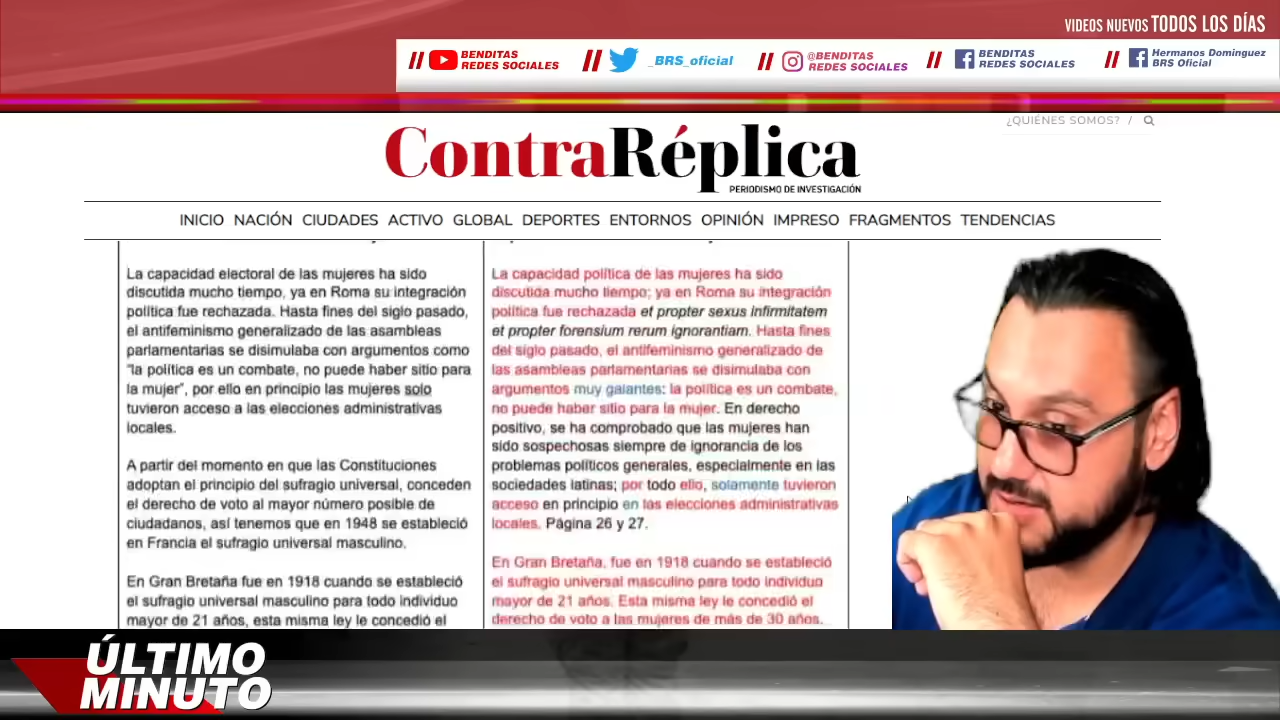 VIDEOS NUEVOS TODOS LOS DÍAS
BENDITAS
REDES SOCIALES
_BRS_oficial
@BENDITAS
REDES SOCIALES
BENDITAS
REDES SOCIALES
Hermanos Dominguez
BRS Oficial
¿QUIÉNES SOMOS? /
ContraRéplica
PERIODISMO DE INVESTIGACIÓN
INICIO NACIÓN CIUDADES ACTIVO GLOBAL DEPORTES ENTORNOS OPINIÓN IMPRESO FRAGMENTOS TENDENCIAS
La capacidad electoral de las mujeres ha sido
discutida mucho tiempo, ya en Roma su integración
política fue rechazada. Hasta fines del siglo pasado,
el antifeminismo generalizado de las asambleas
parlamentarias se disimulaba con argumentos como
"la política es un combate, no puede haber sitio para
la mujer", por ello en principio las mujeres solo
tuvieron acceso a las elecciones administrativas
locales.
A partir del momento en que las Constituciones
adoptan el principio del sufragio universal, conceden
el derecho de voto al mayor número posible de
ciudadanos, así tenemos que en 1948 se estableció
en Francia el sufragio universal masculino.
En Gran Bretaña fue en 1918 cuando se estableció
el sufragio universal masculino para todo individuo
mayor de 21 años, esta misma ley le concedió el
La capacidad política de las mujeres ha sido
discutida mucho tiempo; ya en Roma su integración
política fue rechazada et propter sexus infirmitatem
et propter forensium rerum ignorantiam. Hasta fines
del siglo pasado, el antifeminismo generalizado de
las asambleas parlamentarias se disimulaba con
argumentos muy galantes: la política es un combate,
no puede haber sitio para la mujer. En derecho
positivo, se ha comprobado que las mujeres han
sido sospechosas siempre de ignorancia de los
problemas políticos generales, especialmente en las
sociedades latinas; por todo ello, solamente tuvieron
acceso en principio en las elecciones administrativas
locales. Página 26 y 27.
En Gran Bretaña, fue en 1918 cuando se estableció
el sufragio universal masculino para todo individuo
mayor de 21 años. Esta misma ley le concedió el
derecho de voto a las mujeres de más de 30 años.
ÚLTIMO
MINUTO